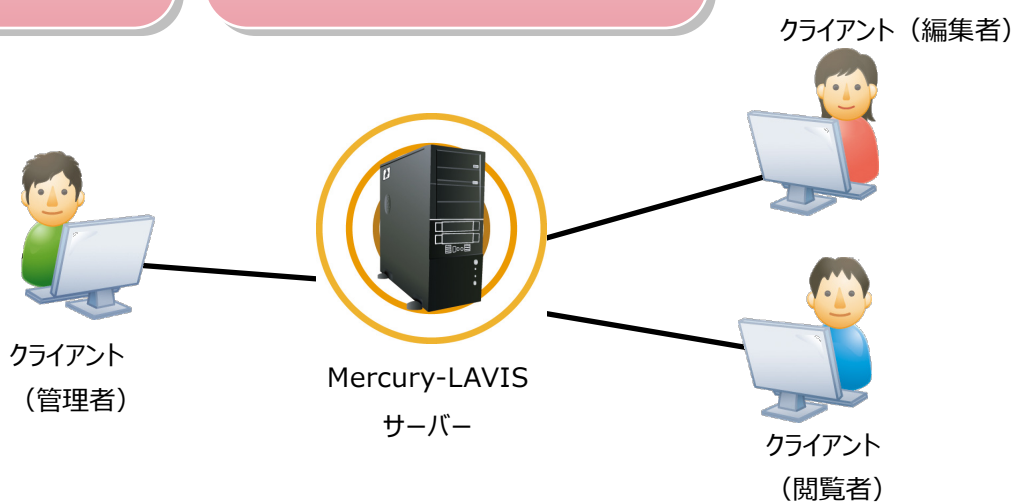 クライアント（編集者）
クライアント
（管理者）
Mercury-LAVIS
サーバー
クライアント
（閲覧者）